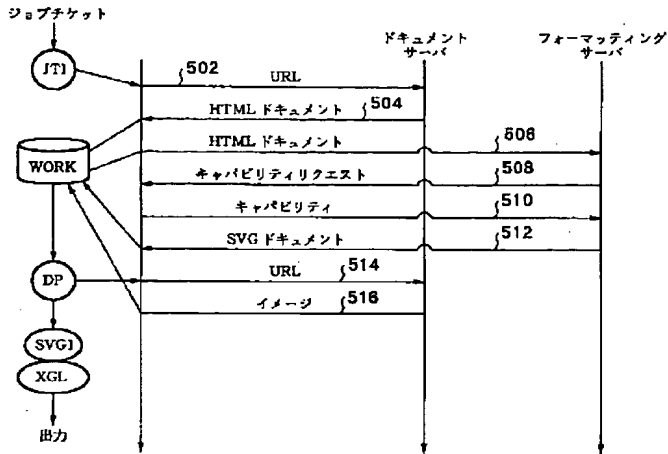 ジョブチケット
ドキュメント
サーバ
フォーマッティング
サーバ
JTI
502
URL
HTML ドキュメント
504
HTML ドキュメント
506
WORK
キャパビリティリクエスト
508
キャパビリティ
510
SVG ドキュメント
512
DP
URL
514
イメージ
516
SVGI
XGL
出力